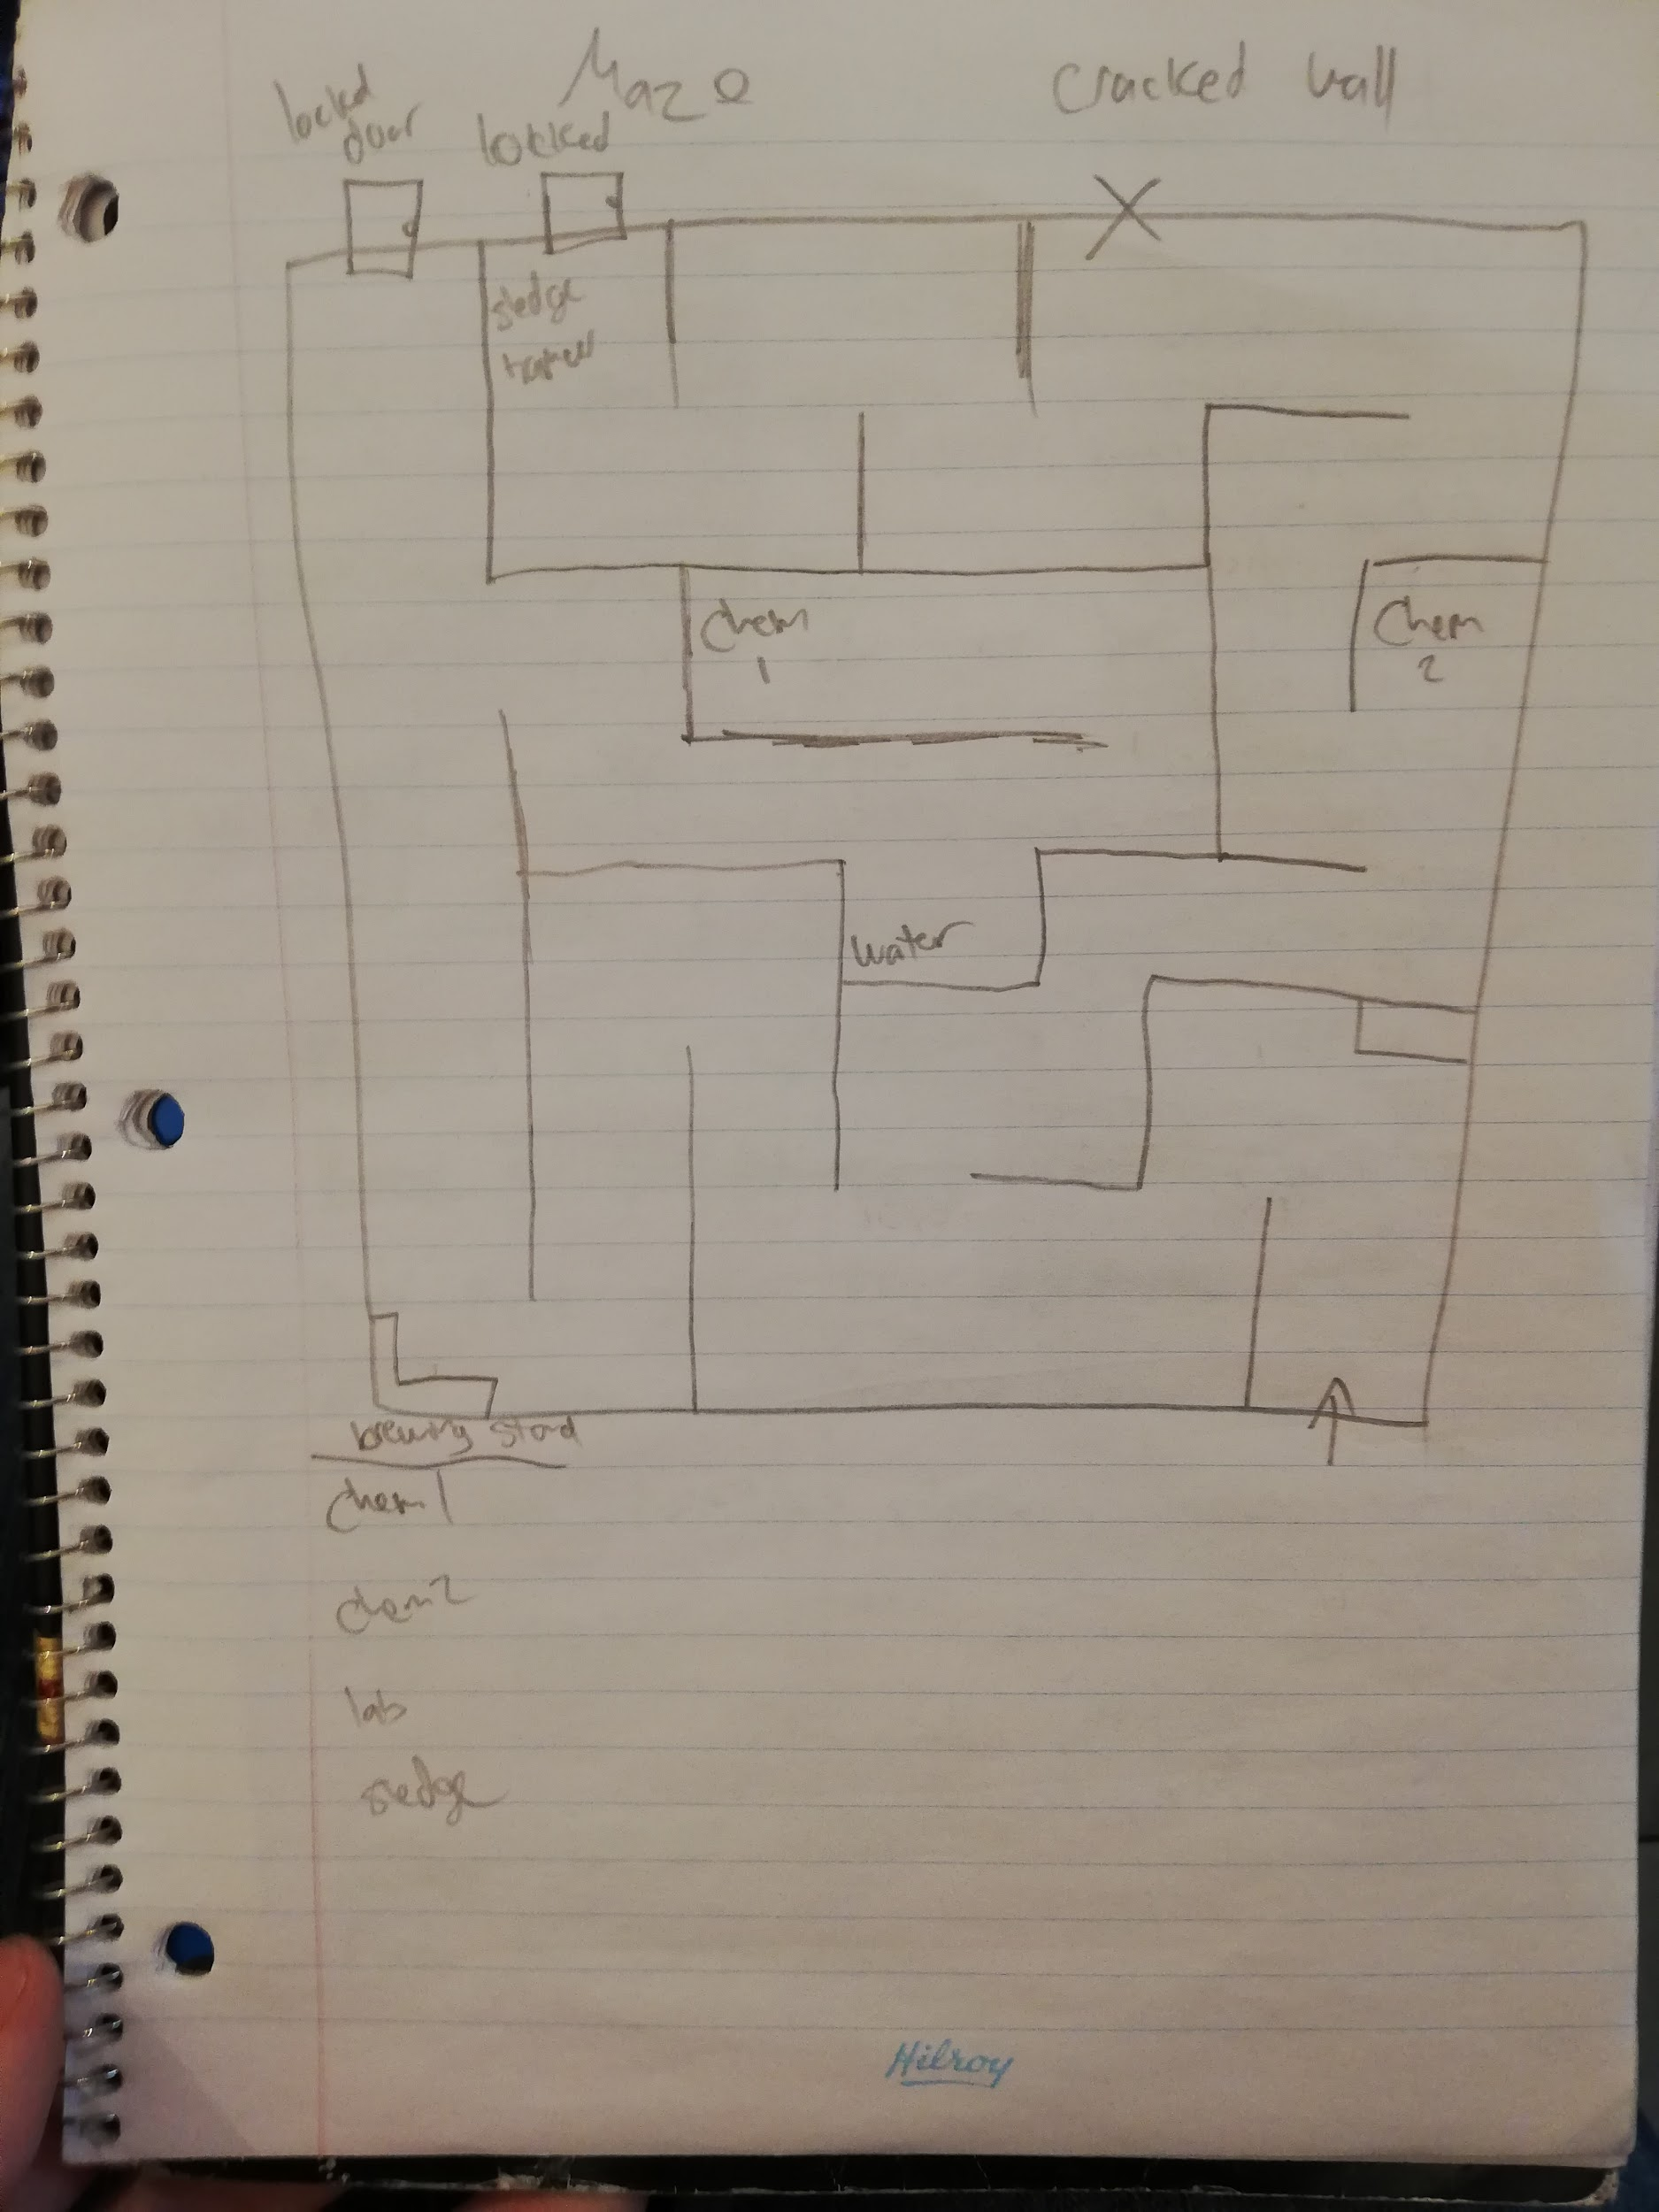 Maze
cracked wall
locked
door
locked
sledge
Chem
1
Chem
2
water
brewing stand
Chem 1
chem 2
lab
sledge
Hilroy